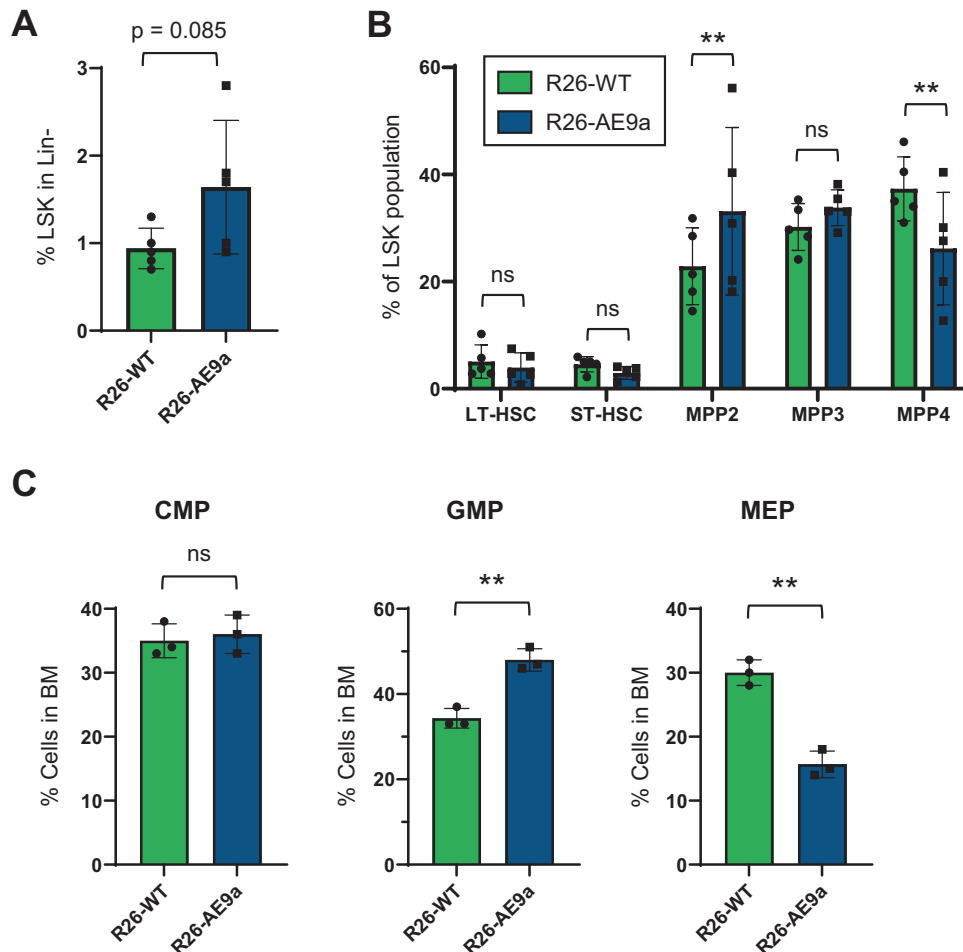 A
p = 0.085
% LSK in Lin-
3
2
1
0
R26-WT
R26-AE9a
B
% of LSK population
60
40
20
0
R26-WT
R26-AE9a
ns
ns
**
ns
**
LT-HSC
ST-HSC
MPP2
MPP3
MPP4
C
CMP
ns
% Cells in BM
40
30
20
10
0
R26-WT
R26-AE9a
GMP
**
% Cells in BM
60
40
20
0
R26-WT
R26-AE9a
MEP
**
% Cells in BM
40
30
20
10
0
R26-WT
R26-AE9a